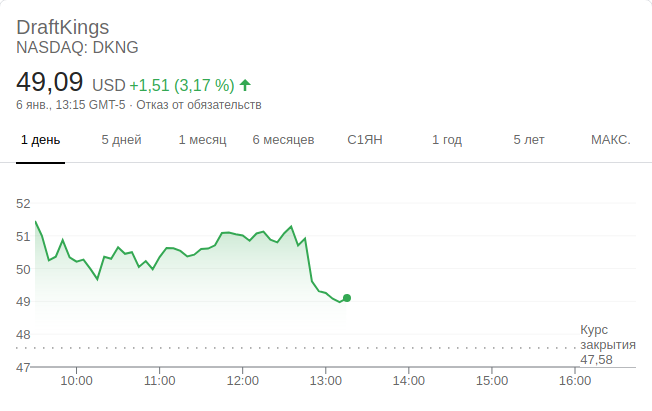 DraftKings
NASDAQ: DKNG
49,09 USD +1,51 (3,17 %)
6 янв., 13:15 GMT-5 · Отказ от обязательств
1 день 5 дней 1 месяц 6 месяцев С1ЯН 1 год 5 лет МАКС.
52
51
50
49
48
Курс
закрытия
47,58
47
10:00 11:00 12:00 13:00 14:00 15:00 16:00